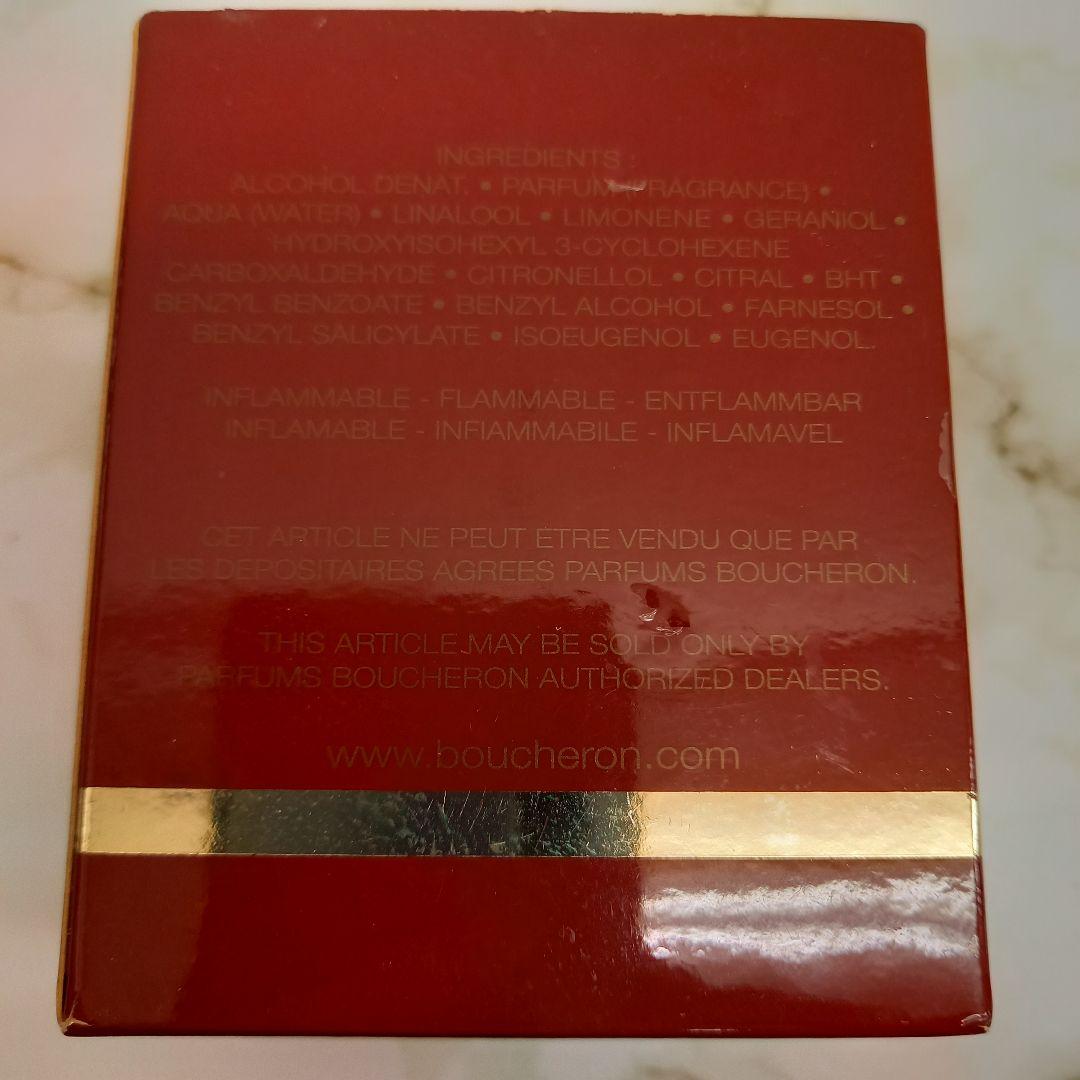 INGREDIENTS :
ALCOHOL DENAT. • PARFUM (FRAGRANCE) •
AQUA (WATER) • LINALOOL • LIMONENE • GERANIOL •
HYDROXYISOHEXYL 3-CYCLOHEXENE
CARBOXALDEHYDE • CITRONELLOL • CITRAL • BHT •
BENZYL BENZOATE • BENZYL ALCOHOL • FARNESOL •
BENZYL SALICYLATE • ISOEUGENOL • EUGENOL.
INFLAMMABLE - FLAMMABLE - ENTFLAMMBAR
INFLAMABLE - INFIAMMABILE - INFLAMAVEL
CET ARTICLE NE PEUT ETRE VENDU QUE PAR
LES DEPOSITAIRES AGREES PARFUMS BOUCHERON.
THIS ARTICLE MAY BE SOLD ONLY BY
PARFUMS BOUCHERON AUTHORIZED DEALERS.
www.boucheron.com